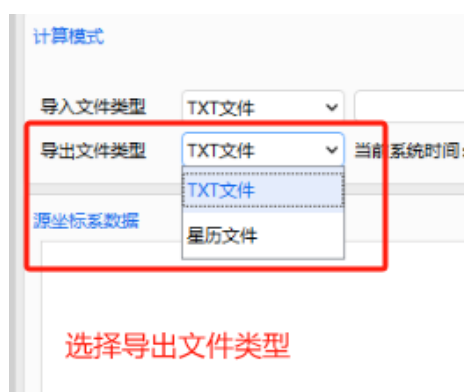 计算模式
导入文件类型 TXT文件
导出文件类型 TXT文件 当前系统时间:
TXT文件
源坐标系数据
星历文件
选择导出文件类型